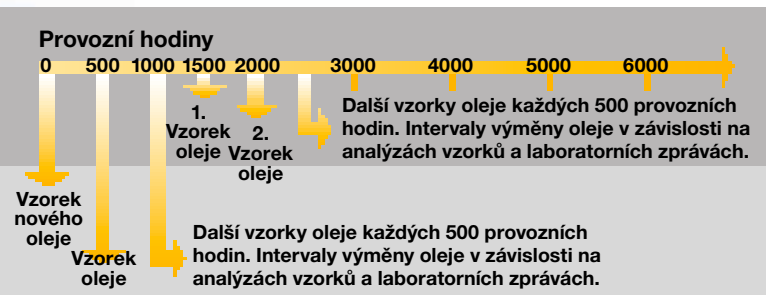 Provozní hodiny
0 500 1000 1500 2000 3000 4000 5000 6000
1.
Vzorek
oleje
2.
Vzorek
oleje
Další vzorky oleje každých 500 provozních
hodin. Intervaly výměny oleje v závislosti na
analýzách vzorků a laboratorních zprávách.
Vzorek
nového
oleje
Vzorek
oleje
Další vzorky oleje každých 500 provozních
hodin. Intervaly výměny oleje v závislosti na
analýzách vzorků a laboratorních zprávách.